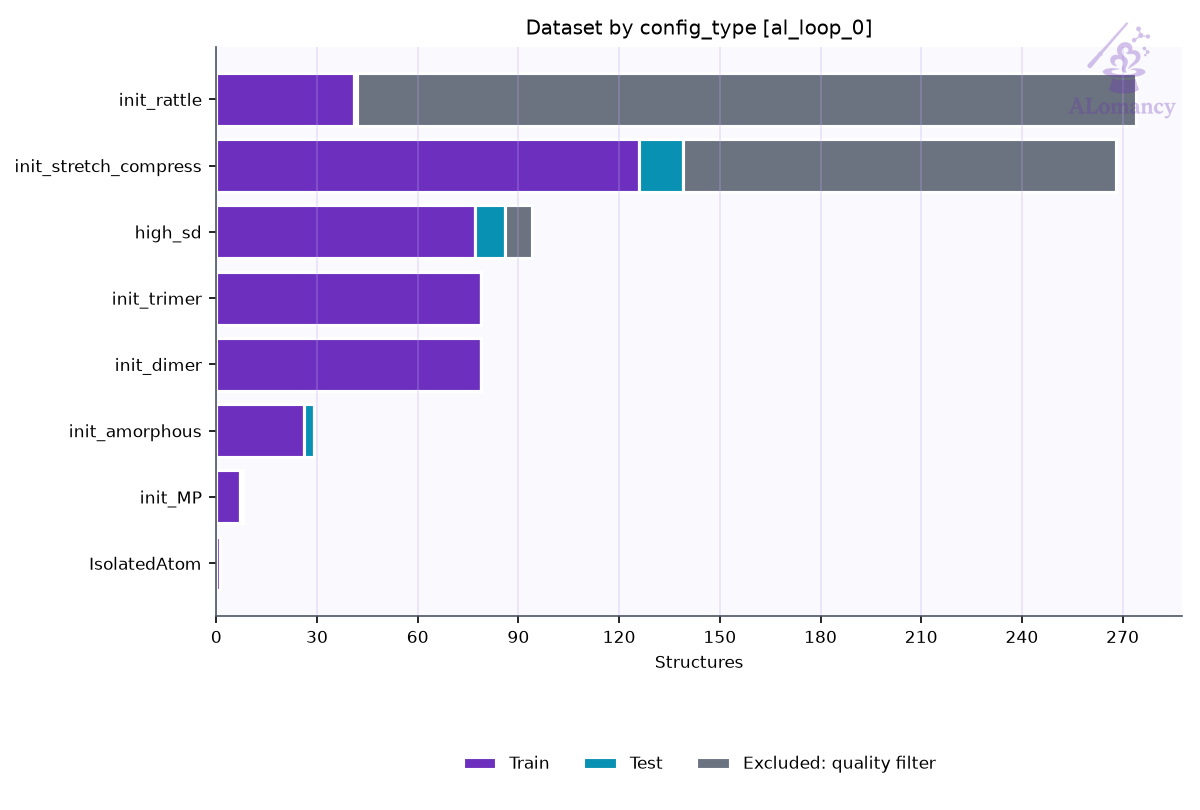 Dataset by config_type [al_loop_0]
ALomancy
init_rattle
init_stretch_compress
high_sd
init_trimer
init_dimer
init_amorphous
init_MP
IsolatedAtom
0 30 60 90 120 150 180 210 240 270
Structures
Train Test Excluded: quality filter